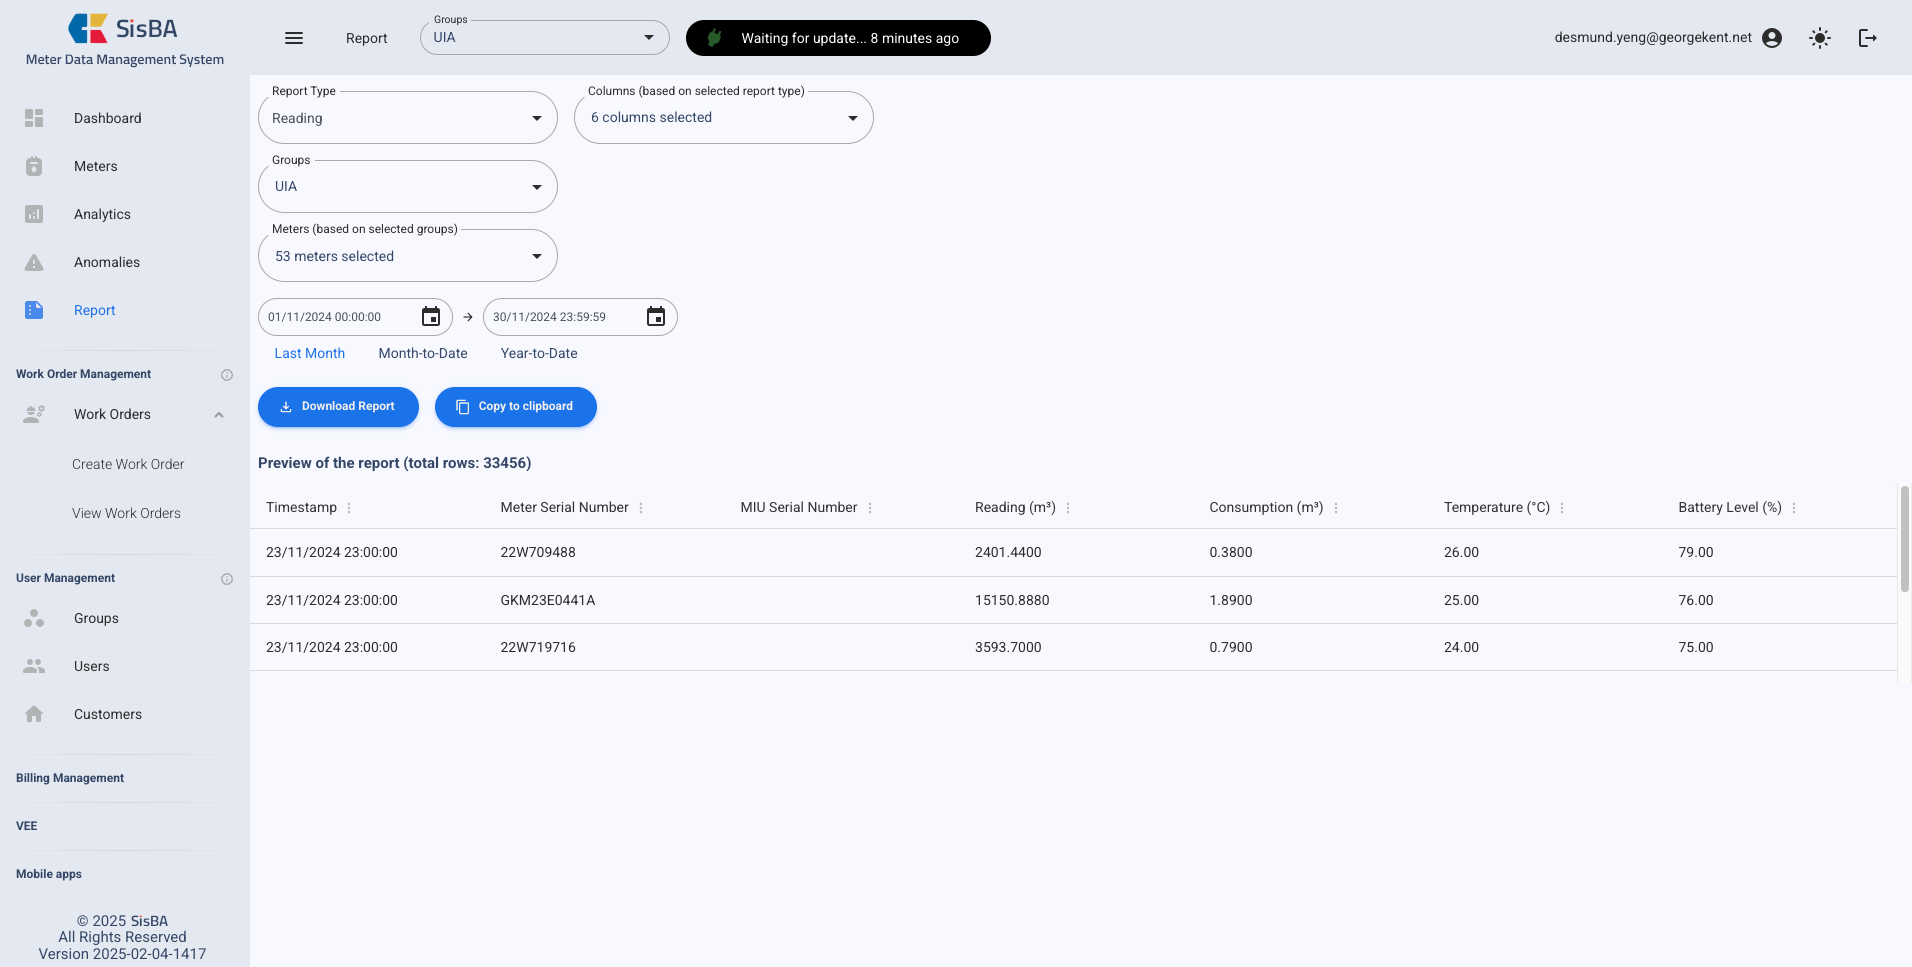 SisBA
Meter Data Management System
Dashboard
Meters
Analytics
Anomalies
Report
Work Order Management
Work Orders
Create Work Order
View Work Orders
User Management
Groups
Users
Customers
Billing Management
VEE
Mobile apps
© 2025 SisBA
All Rights Reserved
Version 2025-02-04-1417
Report
Groups
UIA
Waiting for update... 8 minutes ago
desmund.yeng@georgekent.net
Report Type
Reading
Columns (based on selected report type)
6 columns selected
Groups
UIA
Meters (based on selected groups)
53 meters selected
01/11/2024 00:00:00 → 30/11/2024 23:59:59
Last Month Month-to-Date Year-to-Date
Download Report Copy to clipboard
Preview of the report (total rows: 33456)
Timestamp Meter Serial Number MIU Serial Number Reading (m³) Consumption (m³) Temperature (°C) Battery Level (%)
23/11/2024 23:00:00 22W709488 2401.4400 0.3800 26.00 79.00
23/11/2024 23:00:00 GKM23E0441A 15150.8880 1.8900 25.00 76.00
23/11/2024 23:00:00 22W719716 3593.7000 0.7900 24.00 75.00